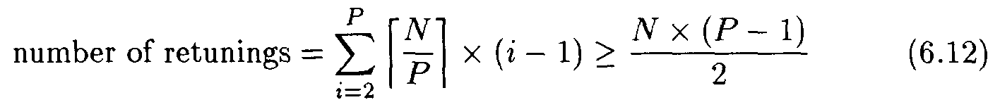 number of retunings = \sum_{i=2}^{P} \left\lceil \frac{N}{P} \right\rceil \times (i - 1) \geq \frac{N \times (P - 1)}{2} (6.12)